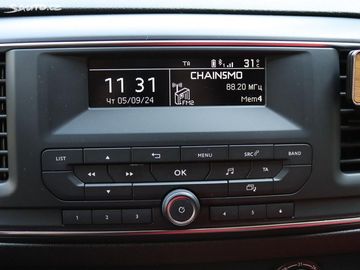 TA 31°c
11 31
CHAINSMO
88.20 МГц
Чт 05/09/24
FM2
Mem4
LIST
MENU
SRC
BAND
OK
TA
1 2 3 4 5 6